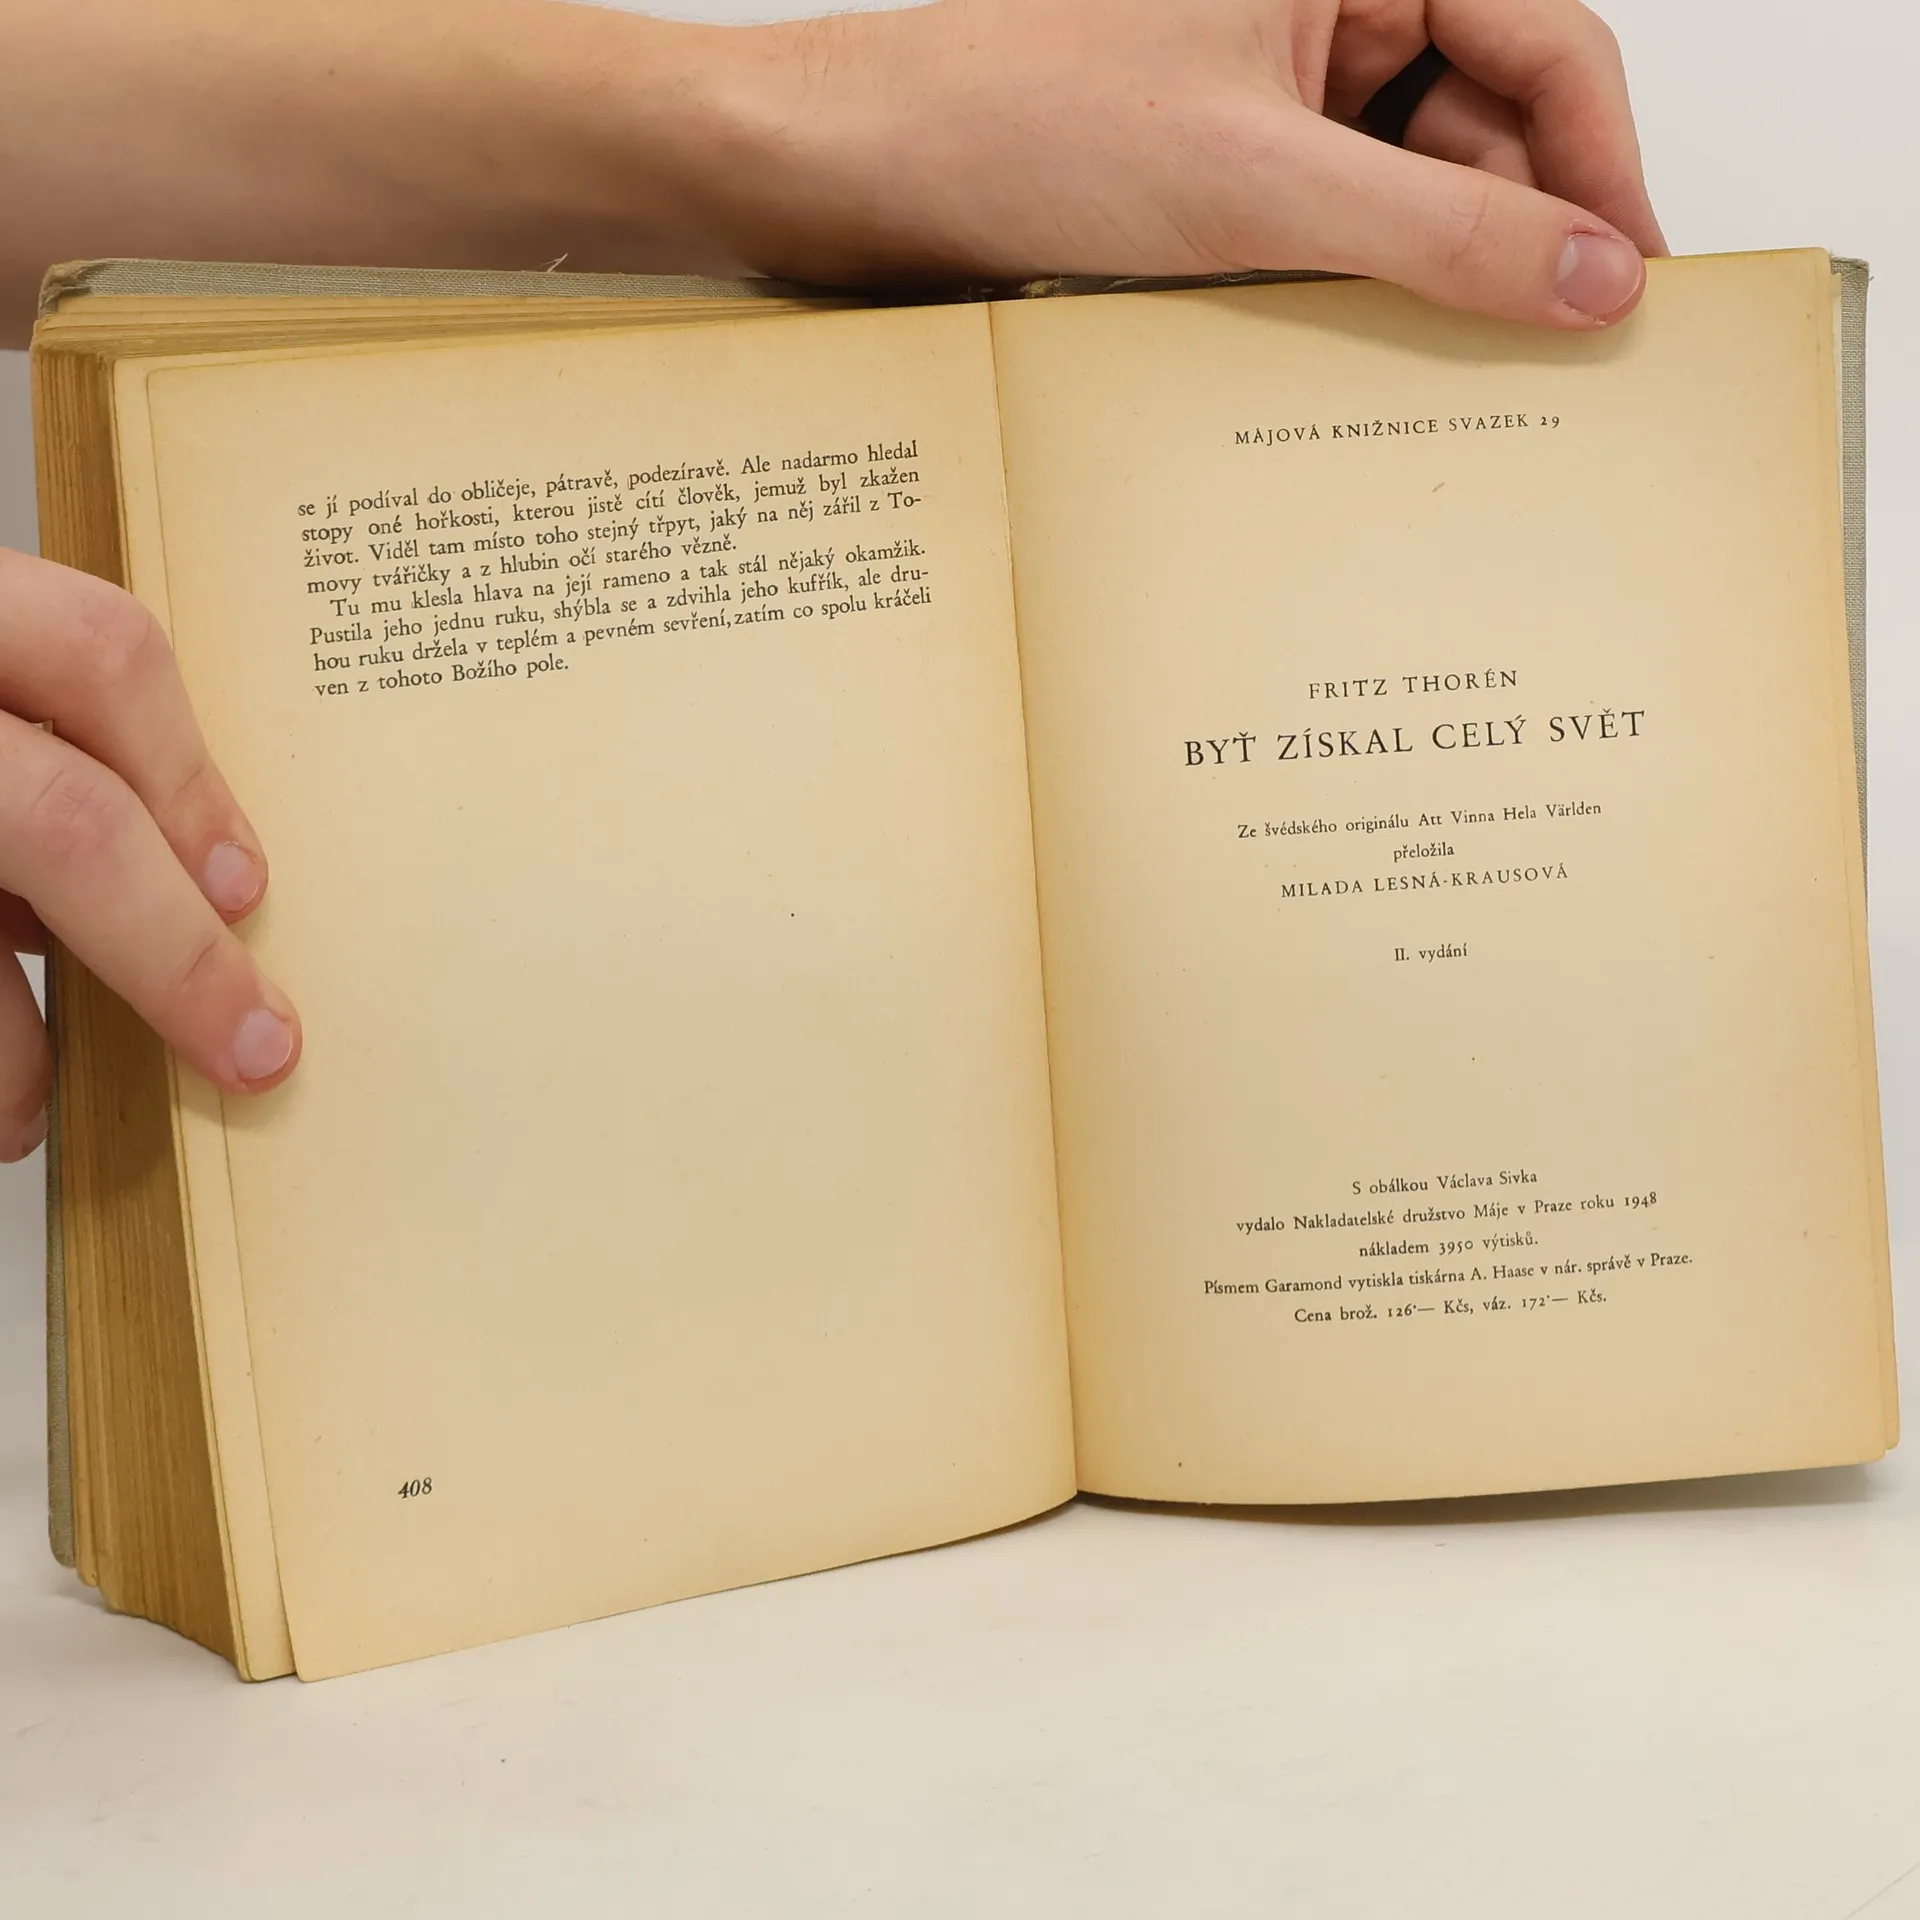 se jí podíval do obličeje, pátravě, podezíravě. Ale nadarmo hledal
stopy oné hořkosti, kterou jistě cítí člověk, jemuž byl zkažen
život. Viděl tam místo toho stejný třpyt, jaký na něj zářil z To-
movy tvářičky a z hlubin očí starého vězně.
Tu mu klesla hlava na její rameno a tak stál nějaký okamžik.
Pustila jeho jednu ruku, shýbla se a zdvihla jeho kufřík, ale dru-
hou ruku držela v teplém a pevném sevření, zatím co spolu kráčeli
ven z tohoto Božího pole.
408
MÁJOVÁ KNIŽNICE SVAZEK 29
FRITZ THORÉN
BYŤ ZÍSKAL CELÝ SVĚT
Ze švédského originálu Att Vinna Hela Världen
přeložila
MILADA LESNÁ-KRAUSOVÁ
II. vydání
S obálkou Václava Sivka
vydalo Nakladatelské družstvo Máje v Praze roku 1948
nákladem 3950 výtisků.
Písmem Garamond vytiskla tiskárna A. Haase v nár. správě v Praze.
Cena brož. 126·— Kčs, váz. 172·— Kčs.